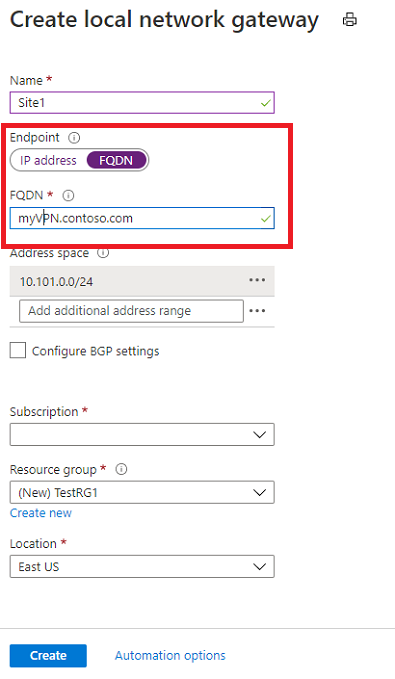 Create local network gateway
Name *
Site1
Endpoint
IP address FQDN
FQDN *
myVPN.contoso.com
Address space
10.101.0.0/24
Add additional address range
Configure BGP settings
Subscription *
Resource group *
(New) TestRG1
Create new
Location *
East US
Create Automation options